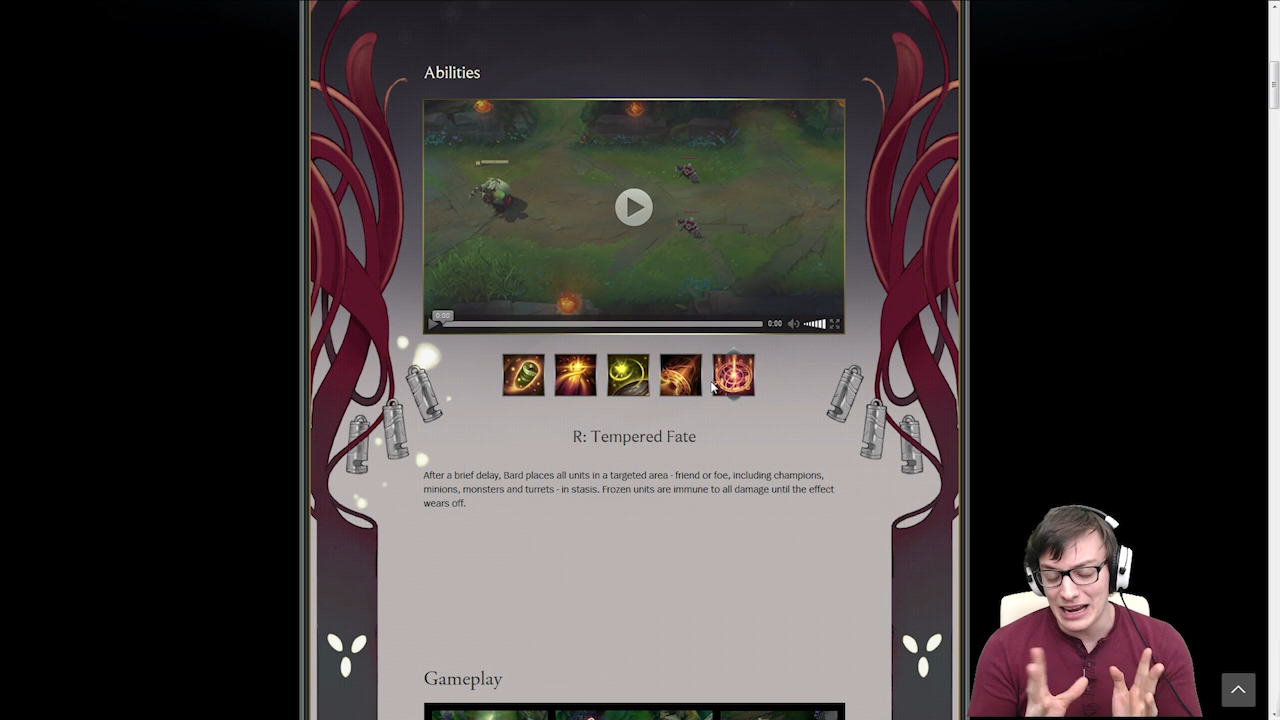 Abilities
0:00
0:00
R: Tempered Fate
After a brief delay, Bard places all units in a targeted area - friend or foe, including champions,
minions, monsters and turrets - in stasis. Frozen units are immune to all damage until the effect
wears off.
Gameplay